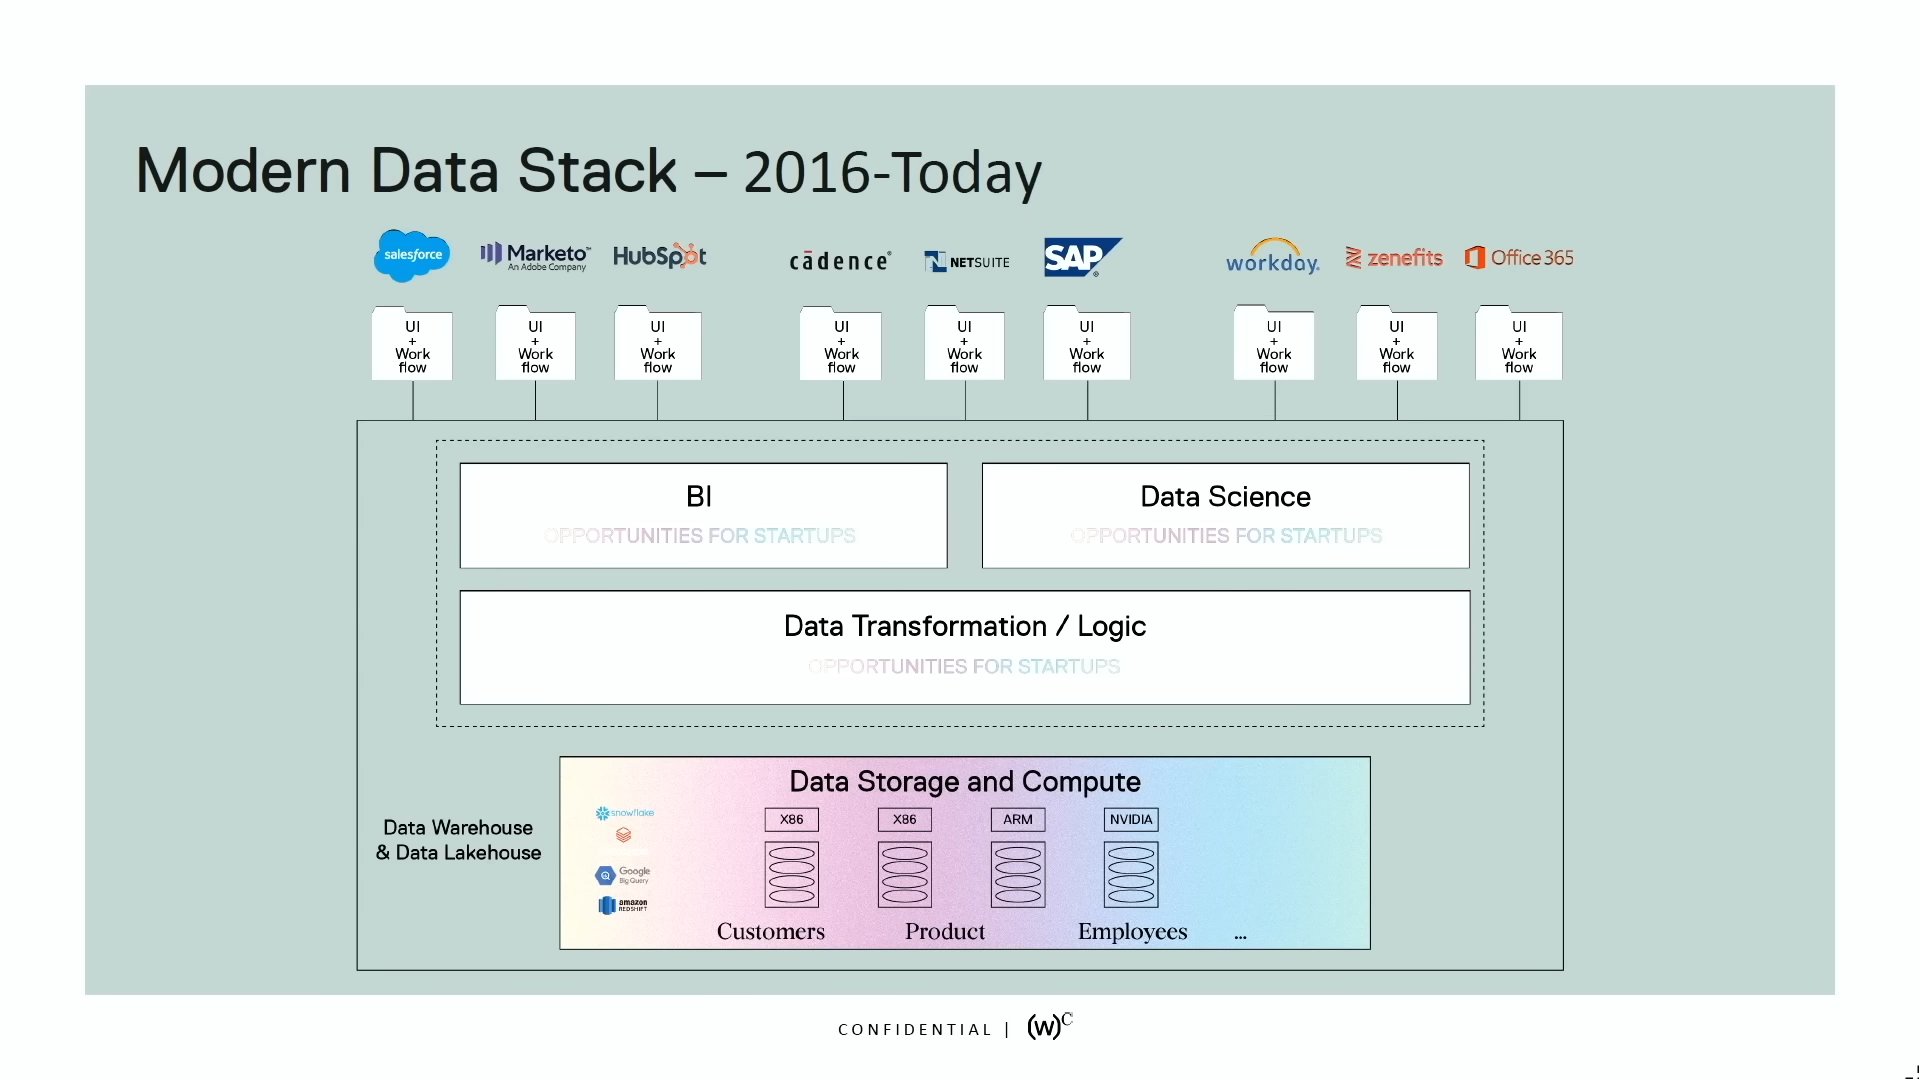 Modern Data Stack – 2016-Today
salesforce
Marketo™
An Adobe Company
HubSpot
cādence®
NETSUITE
SAP®
workday.
zenefits
Office 365
UI
+
Work
flow
UI
+
Work
flow
UI
+
Work
flow
UI
+
Work
flow
UI
+
Work
flow
UI
+
Work
flow
UI
+
Work
flow
UI
+
Work
flow
UI
+
Work
flow
BI
OPPORTUNITIES FOR STARTUPS
Data Science
OPPORTUNITIES FOR STARTUPS
Data Transformation / Logic
OPPORTUNITIES FOR STARTUPS
Data Warehouse
& Data Lakehouse
Data Storage and Compute
snowflake
Google
Big Query
amazon
REDSHIFT
X86
X86
ARM
NVIDIA
Customers
Product
Employees
...
CONFIDENTIAL | (w)C